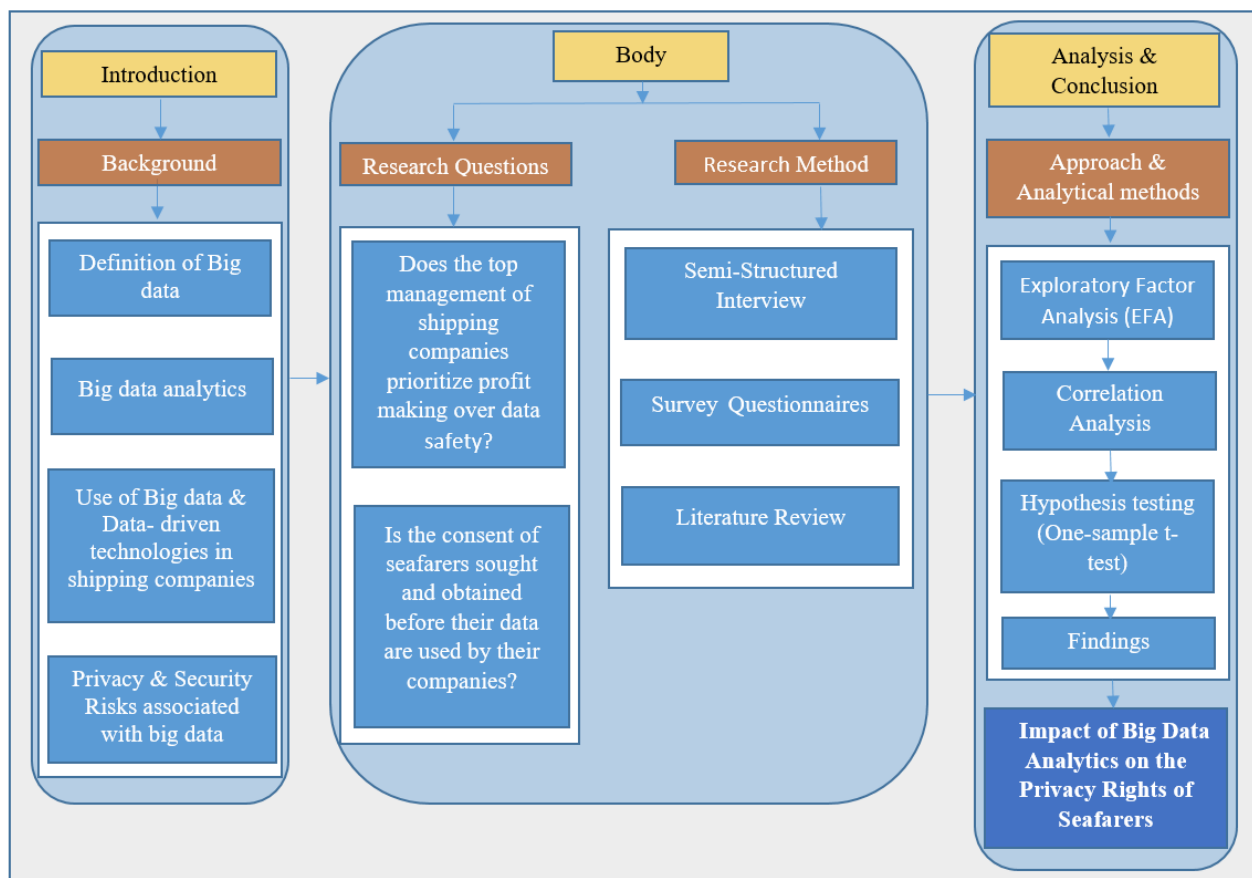 Introduction
Background
Definition of Big
data
Big data analytics
Use of Big data &
Data- driven
technologies in
shipping companies
Privacy & Security
Risks associated
with big data
Body
Research Questions
Does the top
management of
shipping
companies
prioritize profit
making over data
safety?
Is the consent of
seafarers sought
and obtained
before their data
are used by their
companies?
Research Method
Semi-Structured
Interview
Survey Questionnaires
Literature Review
Analysis &
Conclusion
Approach &
Analytical methods
Exploratory Factor
Analysis (EFA)
Correlation
Analysis
Hypothesis testing
(One-sample t-
test)
Findings
Impact of Big Data
Analytics on the
Privacy Rights of
Seafarers